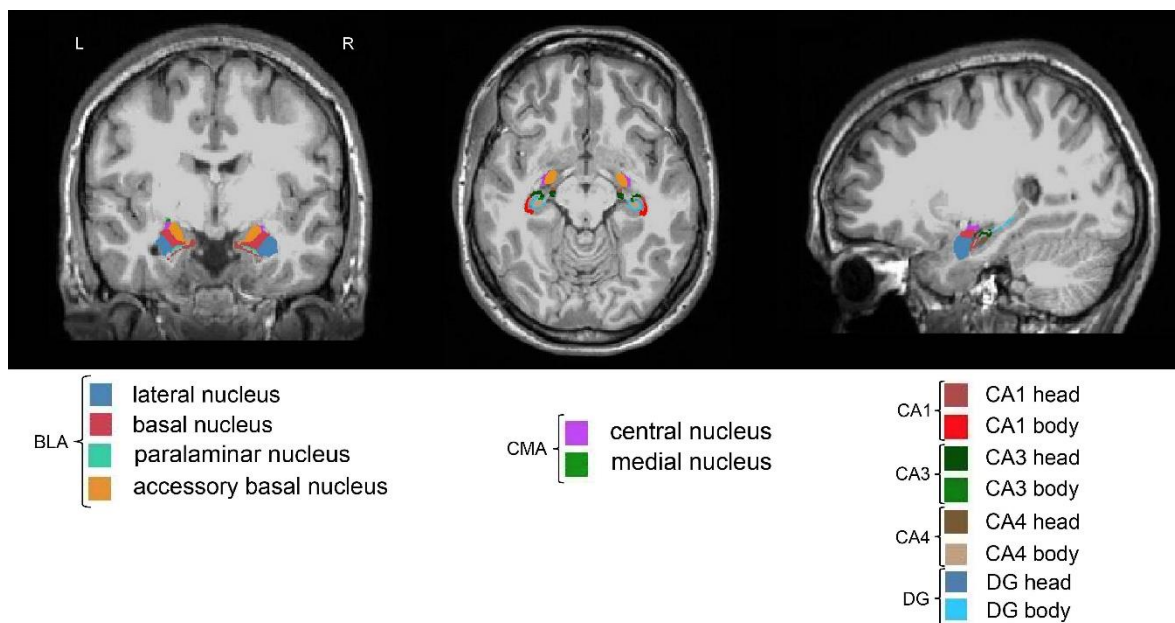 L
R
BLA
lateral nucleus
basal nucleus
paralaminar nucleus
accessory basal nucleus
CMA
central nucleus
medial nucleus
CA1
CA1 head
CA1 body
CA3
CA3 head
CA3 body
CA4
CA4 head
CA4 body
DG
DG head
DG body